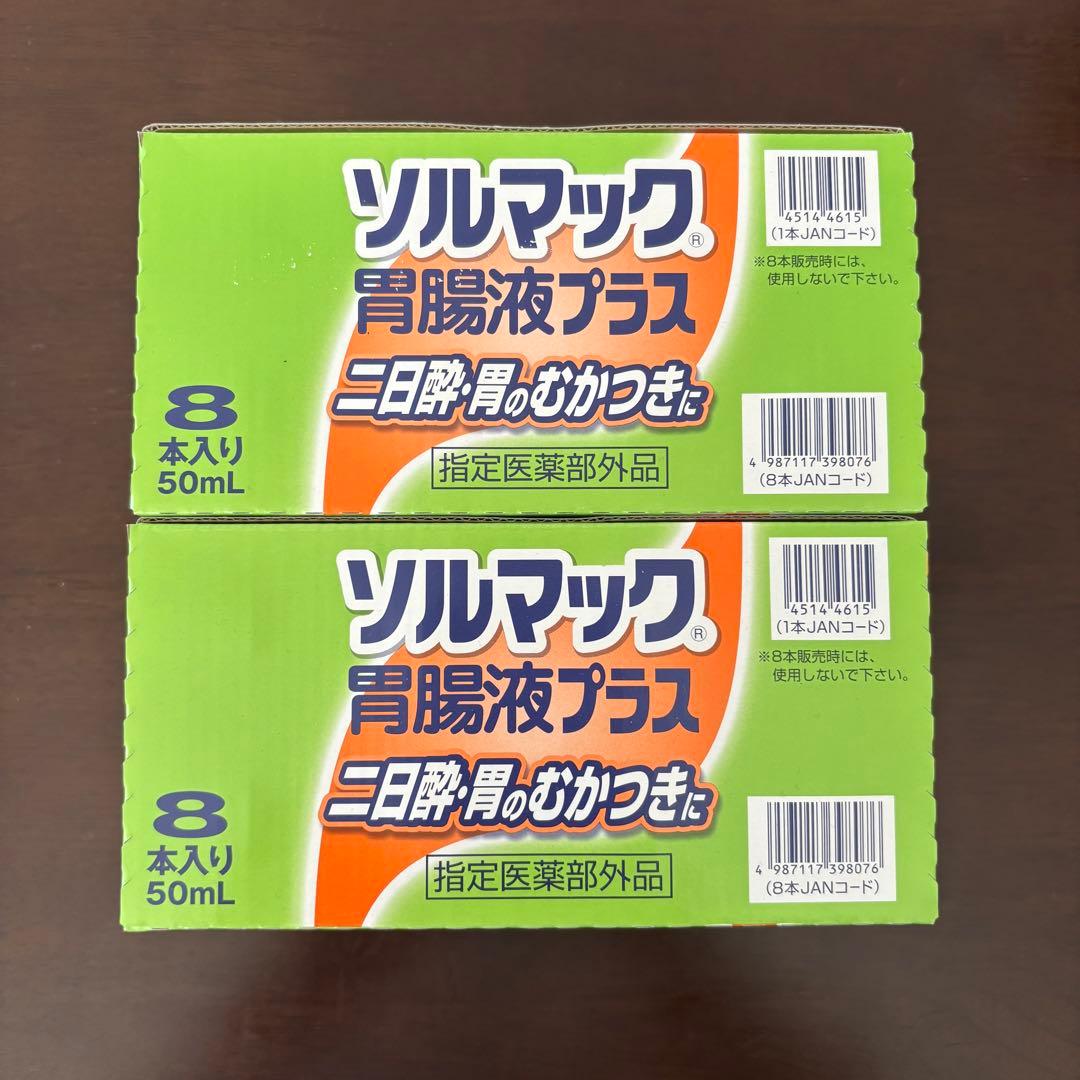 ソルマック®
胃腸液プラス
二日酔・胃のむかつきに
指定医薬部外品
8
本入り
50mL
4514 4615
(1本JANコード)
※8本販売時には、
使用しないで下さい。
4 987117 398076
(8本JANコード)
ソルマック®
胃腸液プラス
二日酔・胃のむかつきに
指定医薬部外品
8
本入り
50mL
4514 4615
(1本JANコード)
※8本販売時には、
使用しないで下さい。
4 987117 398076
(8本JANコード)